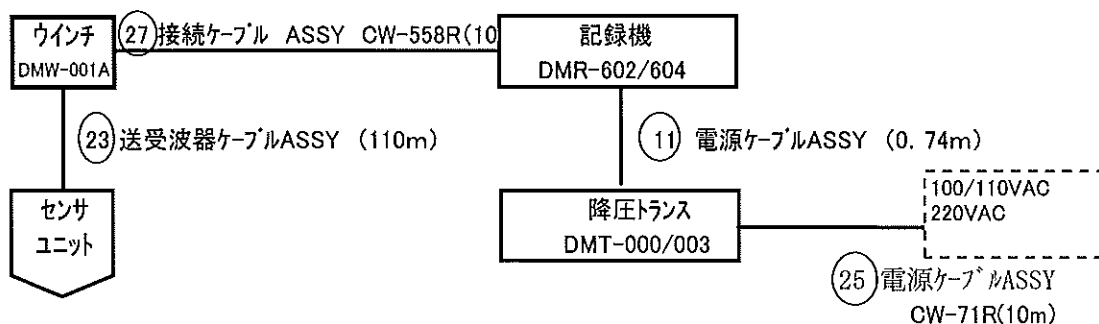 ウインチ
DMW-001A
27 接続ケーブル ASSY CW-558R(10
記録機
DMR-602/604
23 送受波器ケーブルASSY (110m)
11 電源ケーブルASSY (0.74m)
センサ
ユニット
降圧トランス
DMT-000/003
100/110VAC
220VAC
25 電源ケーブルASSY
CW-71R(10m)